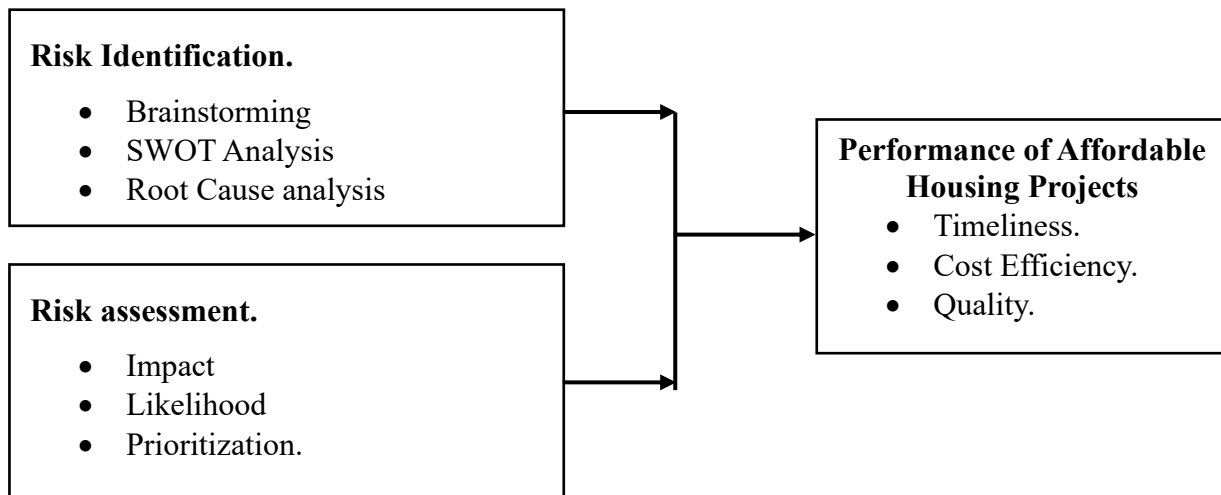 Risk Identification.
• Brainstorming
• SWOT Analysis
• Root Cause analysis
Risk assessment.
• Impact
• Likelihood
• Prioritization.
Performance of Affordable
Housing Projects
• Timeliness.
• Cost Efficiency.
• Quality.